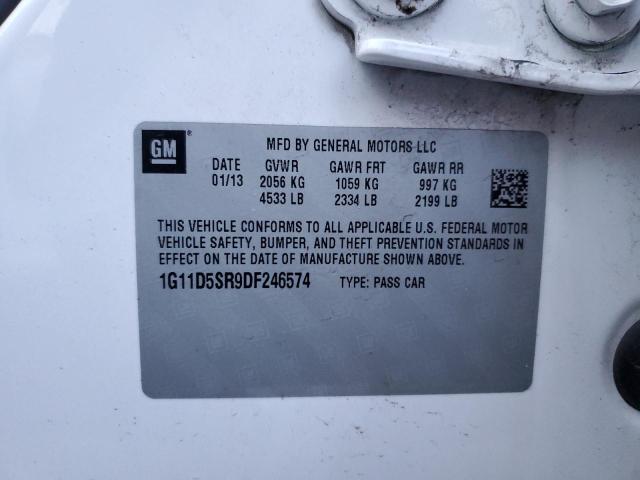 GM ®
MFD BY GENERAL MOTORS LLC
DATE GVWR GAWR FRT GAWR RR
01/13 2056 KG 1059 KG 997 KG
4533 LB 2334 LB 2199 LB
THIS VEHICLE CONFORMS TO ALL APPLICABLE U.S. FEDERAL MOTOR
VEHICLE SAFETY, BUMPER, AND THEFT PREVENTION STANDARDS IN
EFFECT ON THE DATE OF MANUFACTURE SHOWN ABOVE.
1G11D5SR9DF246574 TYPE: PASS CAR